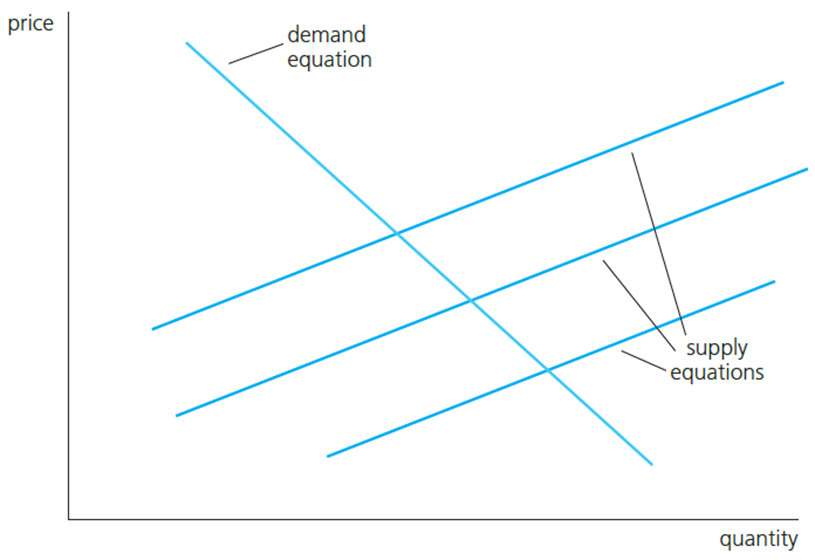 price
demand
equation
supply
equations
quantity